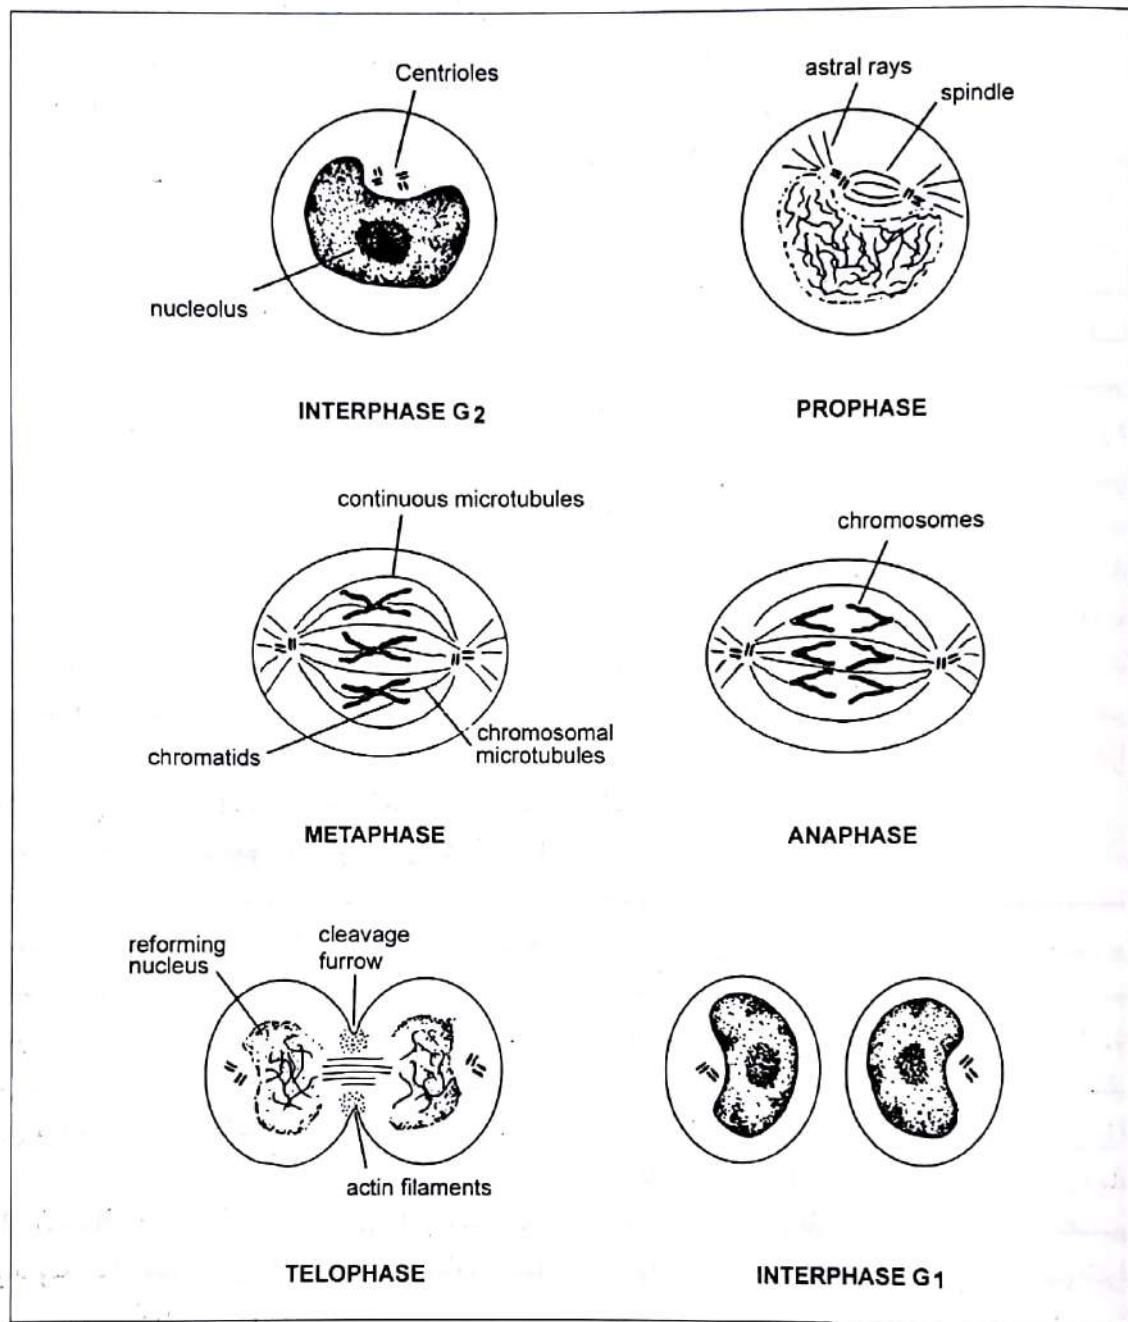 Centrioles
nucleolus
INTERPHASE G2
astral rays
spindle
PROPHASE
continuous microtubules
chromatids
chromosomal
microtubules
METAPHASE
chromosomes
ANAPHASE
reforming
nucleus
cleavage
furrow
actin filaments
TELOPHASE
INTERPHASE G1